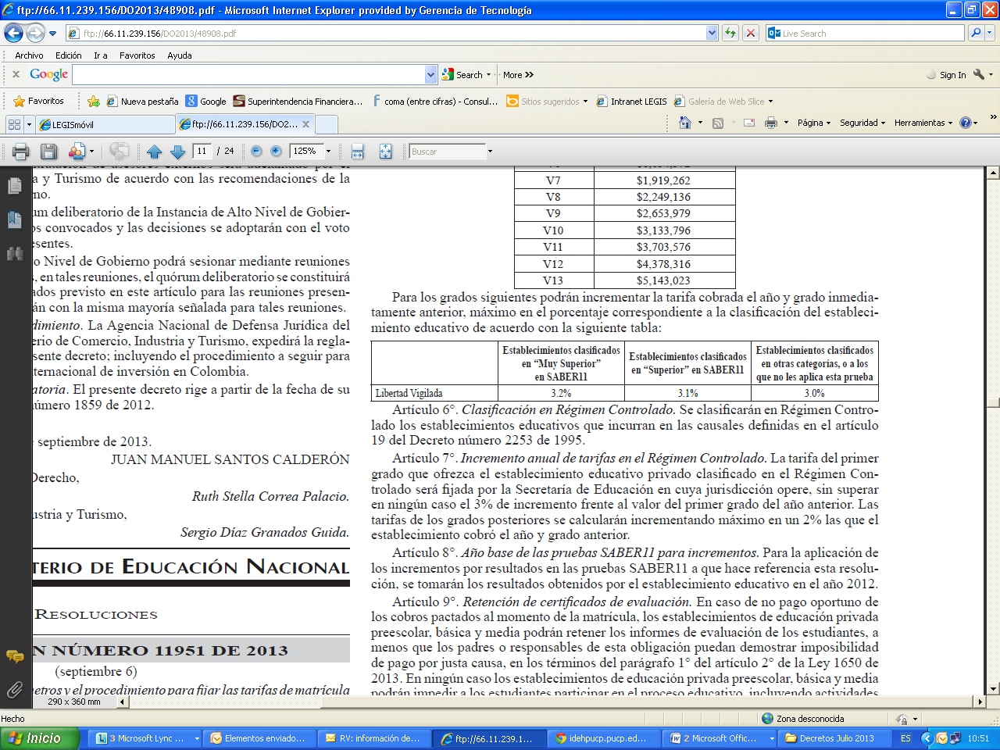 ftp://66.11.239.156/DO2013/48908.pdf - Microsoft Internet Explorer provided by Gerencia de Tecnología
ftp://66.11.239.156/DO2013/48908.pdf
Live Search
Archivo Edición Ir a Favoritos Ayuda
x Google Search More >> Sign In
Favoritos Nueva pestaña Google Superintendencia Financiera... coma (entre cifras) - Consul... Sitios sugeridos Intranet LEGIS Galería de Web Slice
LEGISmóvil ftp://66.11.239.156/DO2... x Página Seguridad Herramientas >>
11 / 24 125% Buscar
a y Turismo de acuerdo con las recomendaciones de la
rno.
um deliberatorio de la Instancia de Alto Nivel de Gobier-
os convocados y las decisiones se adoptarán con el voto
esentes.
to Nivel de Gobierno podrá sesionar mediante reuniones
s, en tales reuniones, el quórum deliberatorio se constituirá
ados previsto en este artículo para las reuniones presen-
rán con la misma mayoría señalada para tales reuniones.
dimiento. La Agencia Nacional de Defensa Jurídica del
erio de Comercio, Industria y Turismo, expedirá la regla-
sente decreto; incluyendo el procedimiento a seguir para
nternacional de inversión en Colombia.
atoria. El presente decreto rige a partir de la fecha de su
número 1859 de 2012.
e septiembre de 2013.
JUAN MANUEL SANTOS CALDERÓN
Derecho,
Ruth Stella Correa Palacio.
ustria y Turismo,
Sergio Díaz Granados Guida.
TERIO DE EDUCACIÓN NACIONAL
RESOLUCIONES
N NÚMERO 11951 DE 2013
(septiembre 6)
netros y el procedimiento para fijar las tarifas de matrícula
V7 $1,919,262
V8 $2,249,136
V9 $2,653,979
V10 $3,133,796
V11 $3,703,576
V12 $4,378,316
V13 $5,143,023
Para los grados siguientes podrán incrementar la tarifa cobrada el año y grado inmedia-
tamente anterior, máximo en el porcentaje correspondiente a la clasificación del estableci-
miento educativo de acuerdo con la siguiente tabla:
Establecimientos clasificados en “Muy Superior” en SABER11
Establecimientos clasificados en “Superior” en SABER11
Establecimientos clasificados en otras categorías, o a los que no les aplica esta prueba
Libertad Vigilada 3.2% 3.1% 3.0%
Artículo 6°. Clasificación en Régimen Controlado. Se clasificarán en Régimen Contro-
lado los establecimientos educativos que incurran en las causales definidas en el artículo
19 del Decreto número 2253 de 1995.
Artículo 7°. Incremento anual de tarifas en el Régimen Controlado. La tarifa del primer
grado que ofrezca el establecimiento educativo privado clasificado en el Régimen Con-
trolado será fijada por la Secretaría de Educación en cuya jurisdicción opere, sin superar
en ningún caso el 3% de incremento frente al valor del primer grado del año anterior. Las
tarifas de los grados posteriores se calcularán incrementando máximo en un 2% las que el
establecimiento cobró el año y grado anterior.
Artículo 8°. Año base de las pruebas SABER11 para incrementos. Para la aplicación de
los incrementos por resultados en las pruebas SABER11 a que hace referencia esta resolu-
ción, se tomarán los resultados obtenidos por el establecimiento educativo en el año 2012.
Artículo 9°. Retención de certificados de evaluación. En caso de no pago oportuno de
los cobros pactados al momento de la matrícula, los establecimientos de educación privada
preescolar, básica y media podrán retener los informes de evaluación de los estudiantes, a
menos que los padres o responsables de esta obligación puedan demostrar imposibilidad
de pago por justa causa, en los términos del parágrafo 1° del artículo 2° de la Ley 1650 de
2013. En ningún caso los establecimientos de educación privada preescolar, básica y media
podrán impedir a los estudiantes participar en el proceso educativo, incluyendo actividades
290 x 360 mm
Hecho Zona desconocida
Inicio 3 Microsoft Lync ... Elementos enviado... RV: información de... ftp://66.11.239.1... idehpucp.pucp.ed... 2 Microsoft Offic... Decretos Julio 2013 ES 10:51